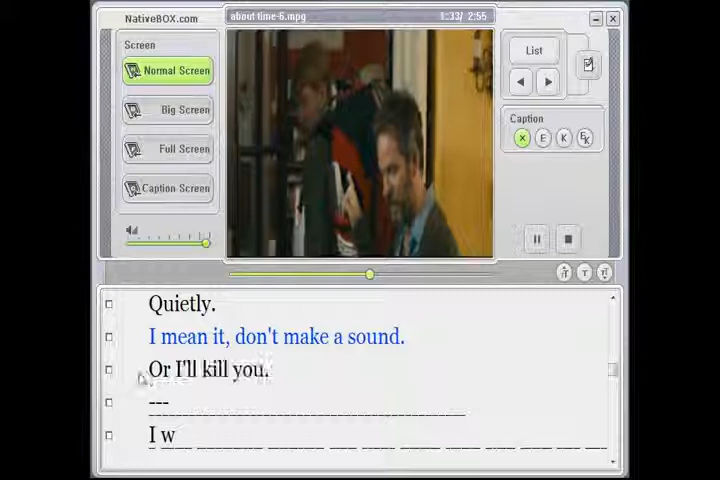 NativeBOX.com
about time-6.mpg
1:33/ 2:55
Screen
Normal Screen
Big Screen
Full Screen
Caption Screen
List
Caption
X E K EK
T T T
Quietly.
I mean it, don't make a sound.
Or I'll kill you.
---
I w